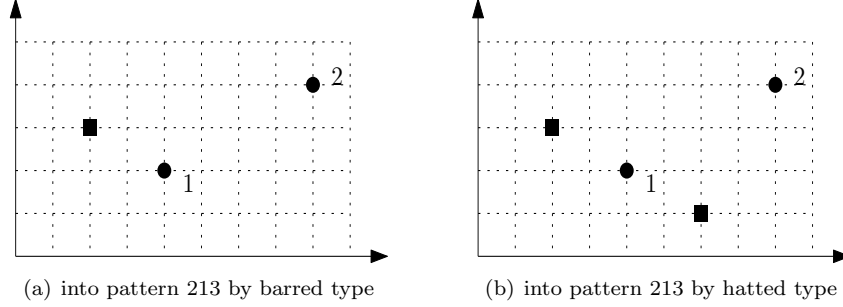 2
1
(a) into pattern 213 by barred type
2
1
(b) into pattern 213 by hatted type